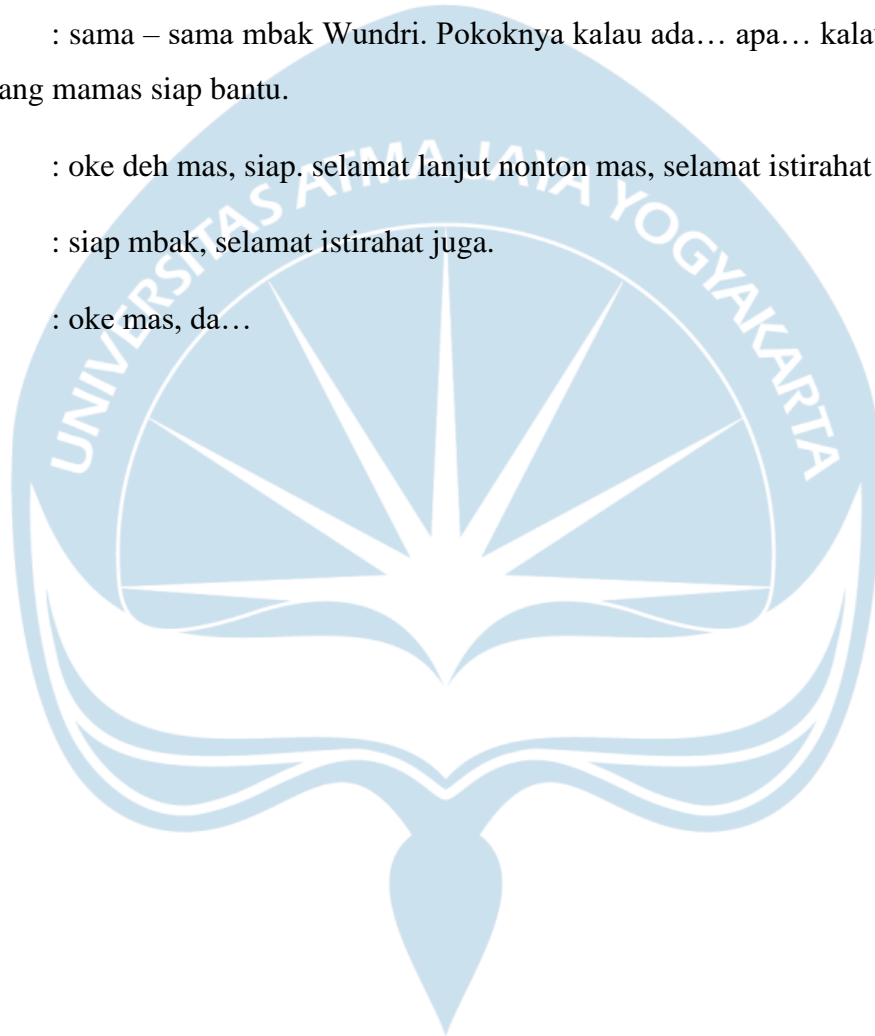 : sama – sama mbak Wundri. Pokoknya kalau ada… apa…
ang mamas siap bantu.
: oke deh mas, siap. selamat lanjut nonton mas, selamat istirahat
: siap mbak, selamat istirahat juga.
: oke mas, da…
UNIVERSITAS ATMA JAYA YOGYAKARTA